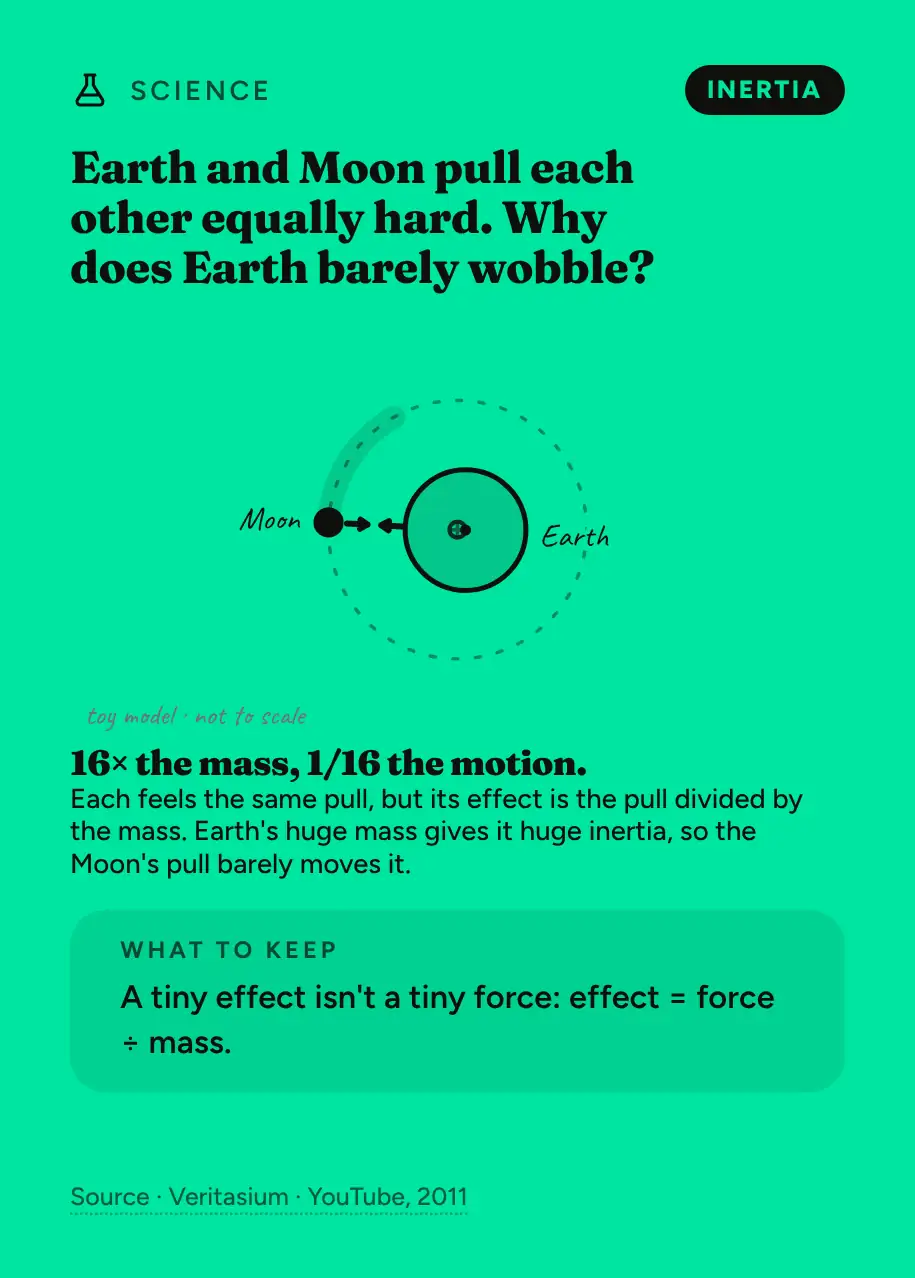 SCIENCE
INERTIA
Earth and Moon pull each
other equally hard. Why
does Earth barely wobble?
Moon
Earth
toy model · not to scale
16× the mass, 1/16 the motion.
Each feels the same pull, but its effect is the pull divided by
the mass. Earth's huge mass gives it huge inertia, so the
Moon's pull barely moves it.
WHAT TO KEEP
A tiny effect isn't a tiny force: effect = force
÷ mass.
Source · Veritasium · YouTube, 2011